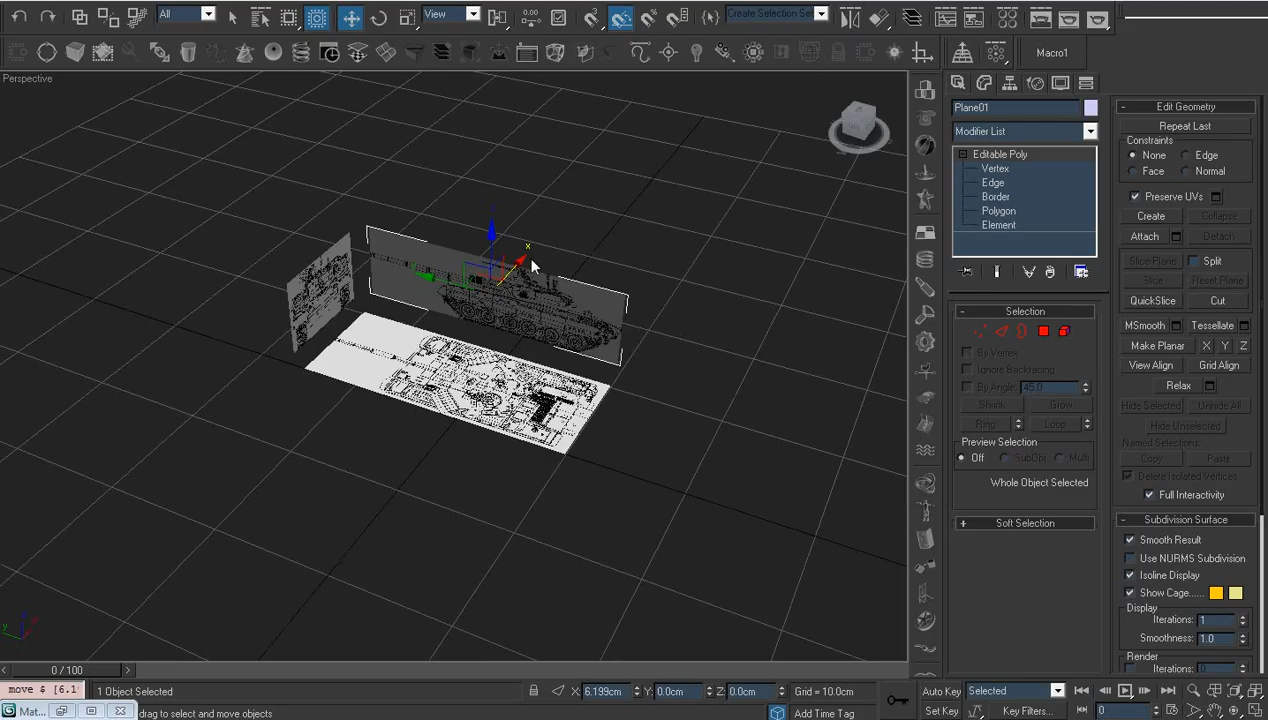 All
View
Create Selection Set
Macro1
Perspective
x
Plane01
Modifier List
Editable Poly
Vertex
Edge
Border
Polygon
Element
Selection
By Vertex
Ignore Backfacing
By Angle: 45.0
Shrink Grow
Ring Loop
Preview Selection
Off SubObj Multi
Whole Object Selected
+ Soft Selection
- Edit Geometry
Repeat Last
Constraints
None Edge
Face Normal
Preserve UVs
Create Collapse
Attach Detach
Slice Plane Split
Slice Reset Plane
QuickSlice Cut
MSmooth Tessellate
Make Planar X Y Z
View Align Grid Align
Relax
Hide Selected Unhide All
Hide Unselected
Named Selections:
Copy Paste
Delete Isolated Vertices
Full Interactivity
- Subdivision Surface
Smooth Result
Use NURMS Subdivision
Isoline Display
Show Cage......
Display
Iterations: 1
Smoothness: 1.0
Render
Iterations: 0
y
0 / 100
move $ [6.1
1 Object Selected
X: 6.199cm Y: 0.0cm Z: 0.0cm
Grid = 10.0cm
Auto Key Selected
Mat...
drag to select and move objects
Add Time Tag
Set Key Key Filters...
0